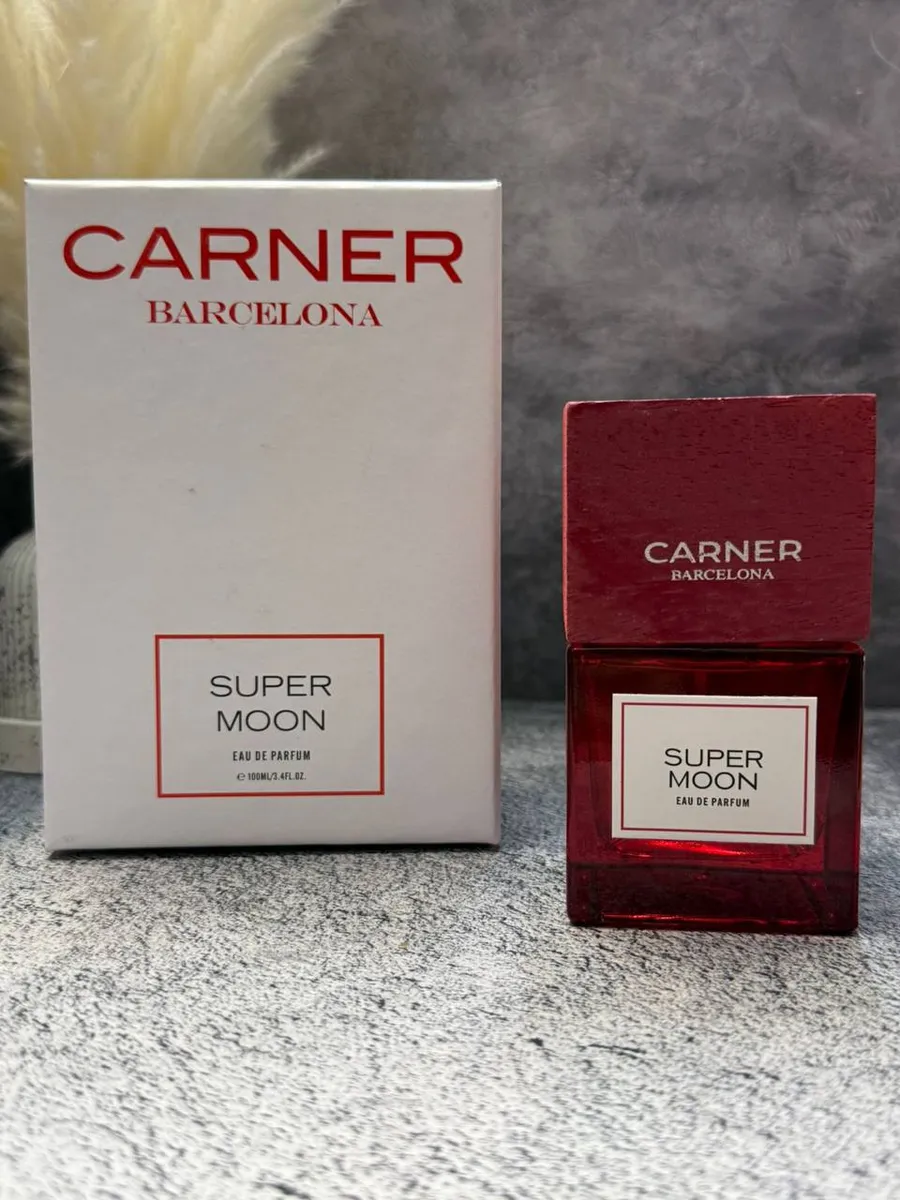 CARNER
BARCELONA
SUPER
MOON
EAU DE PARFUM
℮ 100ML/3.4FL.OZ.
CARNER
BARCELONA
SUPER
MOON
EAU DE PARFUM